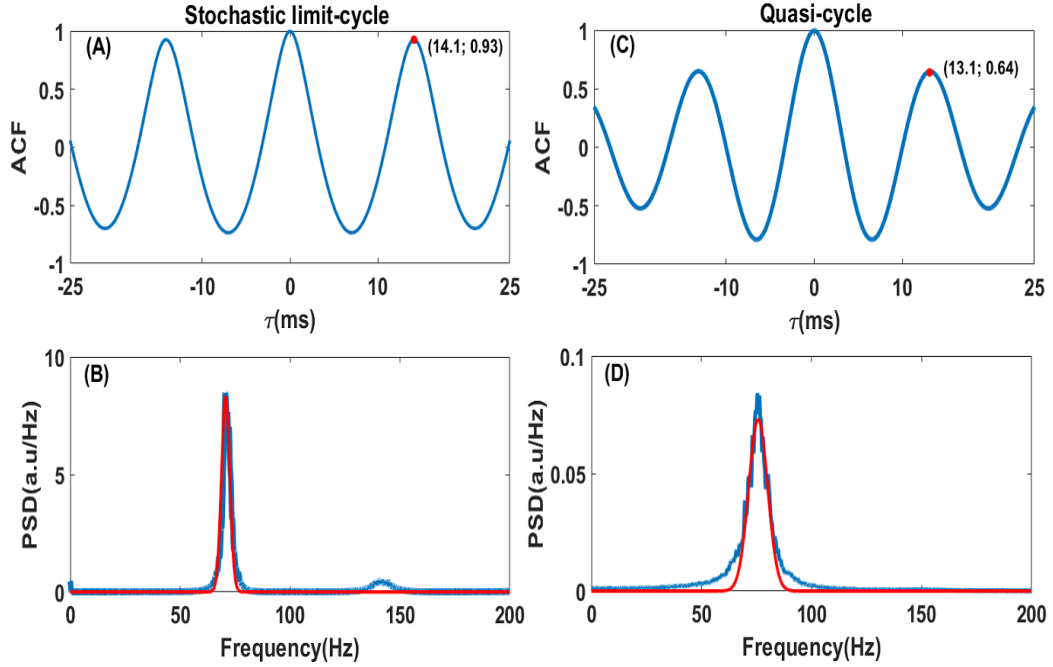 Stochastic limit-cycle
(A)
(14.1; 0.93)
ACF
1
0.5
0
-0.5
-1
-25 -10 0 10 25
τ(ms)
Quasi-cycle
(C)
(13.1; 0.64)
ACF
1
0.5
0
-0.5
-1
-25 -10 0 10 25
τ(ms)
(B)
PSD(a.u/Hz)
10
5
0
0 50 100 150 200
Frequency(Hz)
(D)
PSD(a.u/Hz)
0.1
0.05
0
0 50 100 150 200
Frequency(Hz)